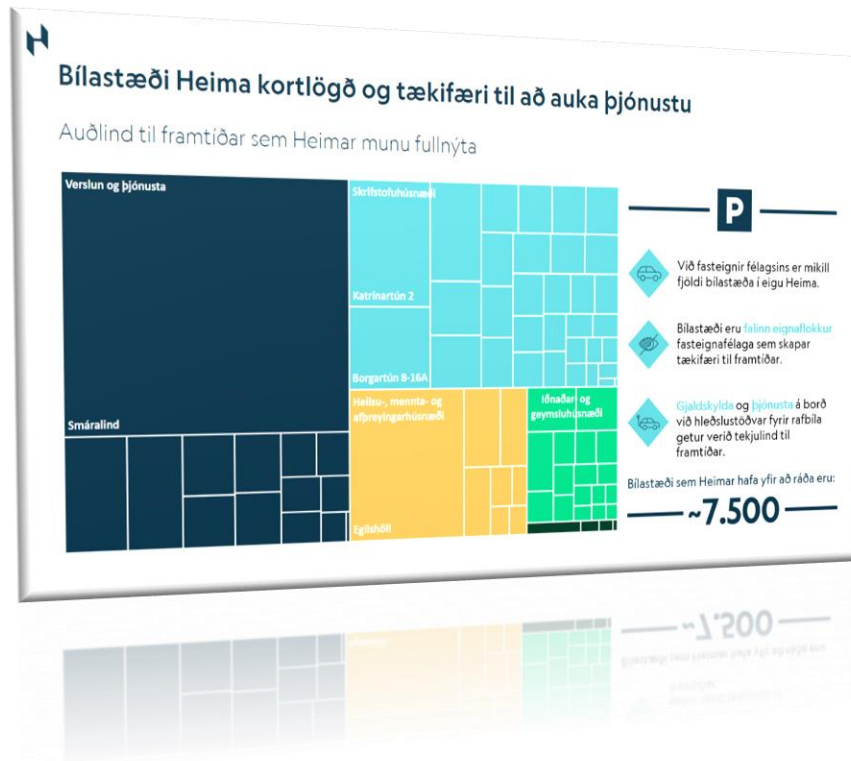 Bílastæði Heima kortlögð og tækifæri til að auka þjónustu
Auðlind til framtíðar sem Heimar munu fullnýta
Verslun og þjónusta
Smáralind
Skrifstofuhúsnæði
Katrínartún 2
Borgartún 8-16A
Heilsu-, mennta- og
afþreyingarhúsnæði
Egilshöll
Iðnaðar- og
geymsluhúsnæði
P
Við fasteignir félagsins er mikill
fjöldi bílastæða í eigu Heima.
Bílastæði eru falinn eignaflokkur
fasteignafélaga sem skapar
tækifæri til framtíðar.
Gjaldskylda og þjónusta á borð
við hleðslustöðvar fyrir rafbíla
getur verið tekjulind til
framtíðar.
Bílastæði sem Heimar hafa yfir að ráða eru:
~7.500